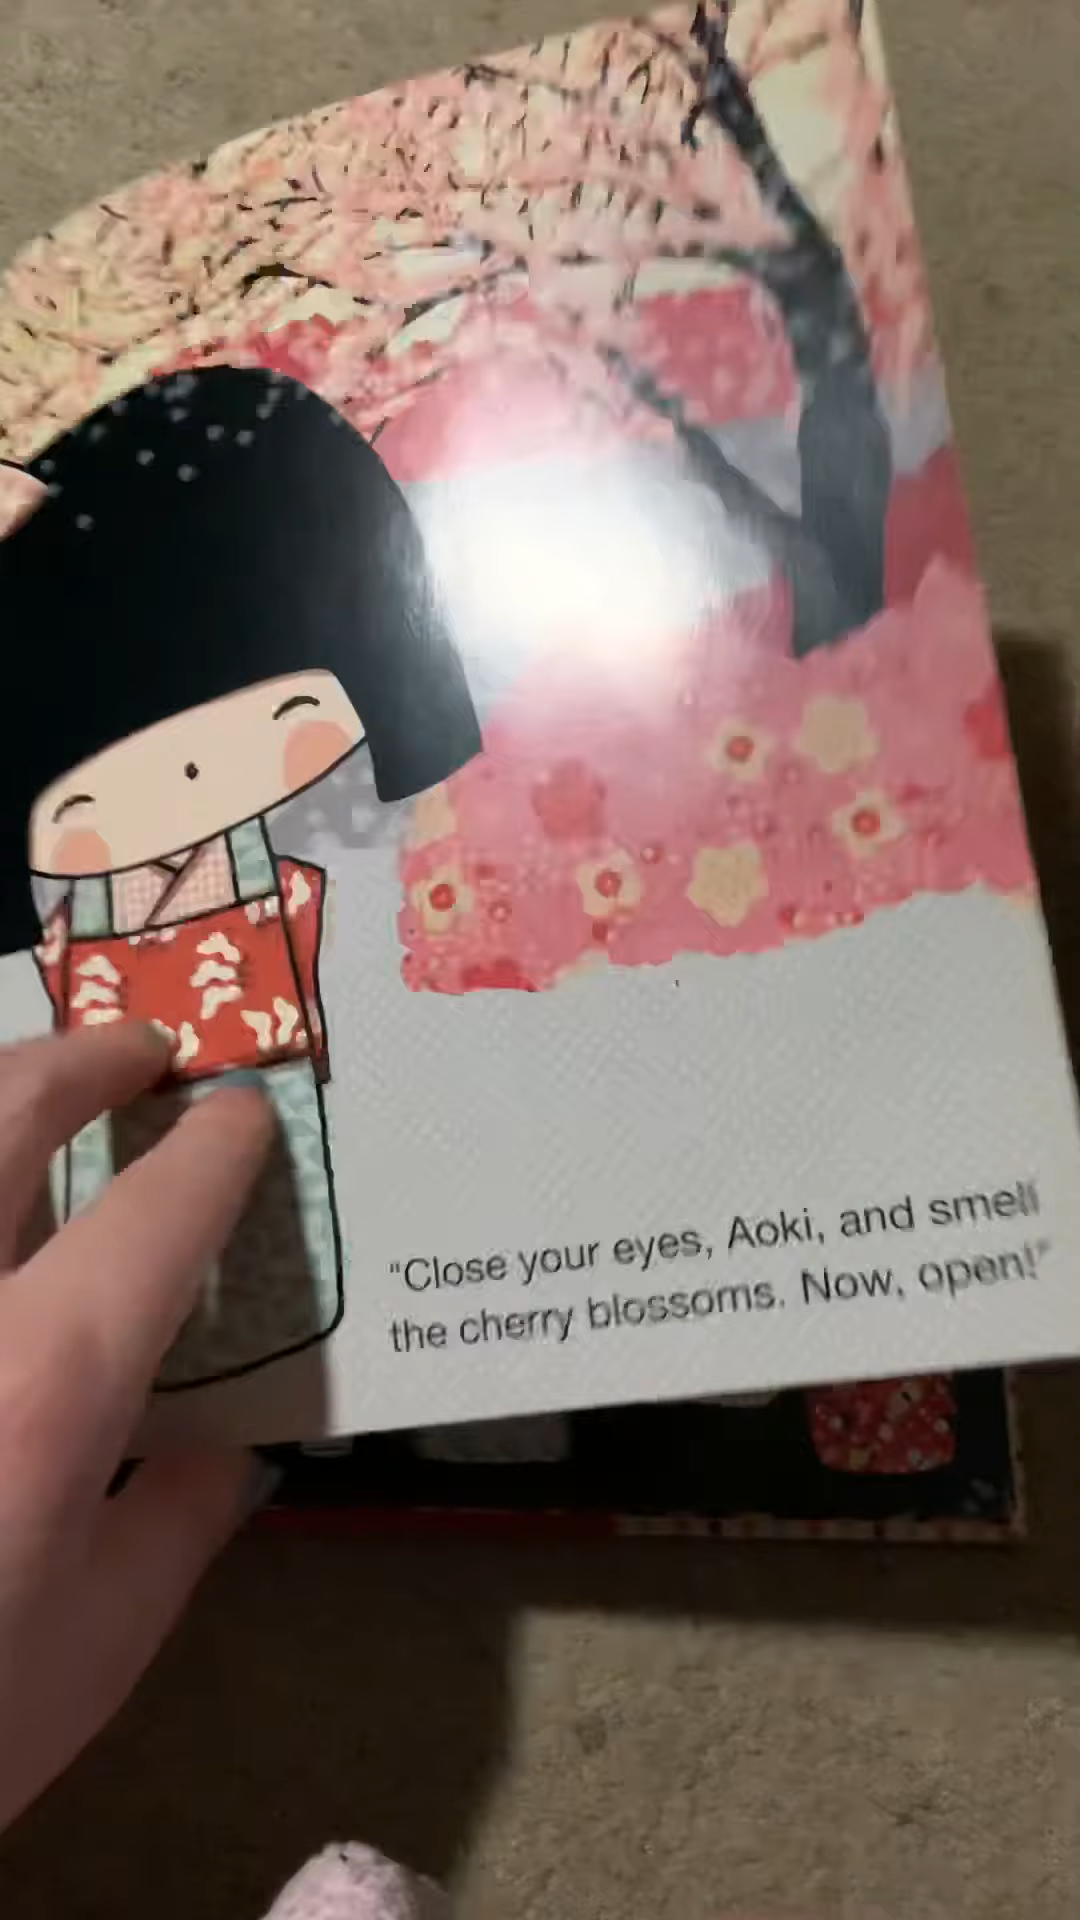 "Close your eyes, Aoki, and smell
the cherry blossoms. Now, open!"